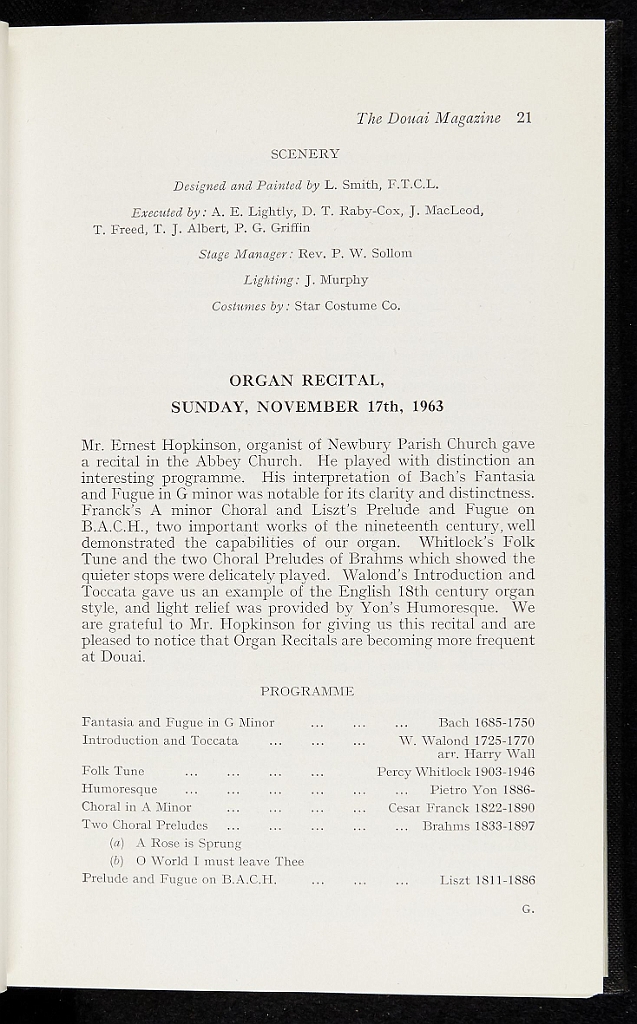 The Douai Magazine 21
SCENERY
Designed and Painted by L. Smith, F.T.C.L.
Executed by: A. E. Lightly, D. T. Raby-Cox, J. MacLeod,
T. Freed, T. J. Albert, P. G. Griffin
Stage Manager: Rev. P. W. Sollom
Lighting: J. Murphy
Costumes by: Star Costume Co.
ORGAN RECITAL,
SUNDAY, NOVEMBER 17th, 1963
Mr. Ernest Hopkinson, organist of Newbury Parish Church gave
a recital in the Abbey Church. He played with distinction an
interesting programme. His interpretation of Bach's Fantasia
and Fugue in G minor was notable for its clarity and distinctness.
Franck's A minor Choral and Liszt's Prelude and Fugue on
B.A.C.H., two important works of the nineteenth century, well
demonstrated the capabilities of our organ. Whitlock's Folk
Tune and the two Choral Preludes of Brahms which showed the
quieter stops were delicately played. Walond's Introduction and
Toccata gave us an example of the English 18th century organ
style, and light relief was provided by Yon's Humoresque. We
are grateful to Mr. Hopkinson for giving us this recital and are
pleased to notice that Organ Recitals are becoming more frequent
at Douai.
PROGRAMME
Fantasia and Fugue in G Minor ... ... ... Bach 1685-1750
Introduction and Toccata ... ... ... W. Walond 1725-1770
arr. Harry Wall
Folk Tune ... ... ... ... Percy Whitlock 1903-1946
Humoresque ... ... ... ... ... ... Pietro Yon 1886-
Choral in A Minor ... ... ... ... Cesar Franck 1822-1890
Two Choral Preludes ... ... ... ... ... Brahms 1833-1897
(a) A Rose is Sprung
(b) O World I must leave Thee
Prelude and Fugue on B.A.C.H. ... ... ... Liszt 1811-1886
G.